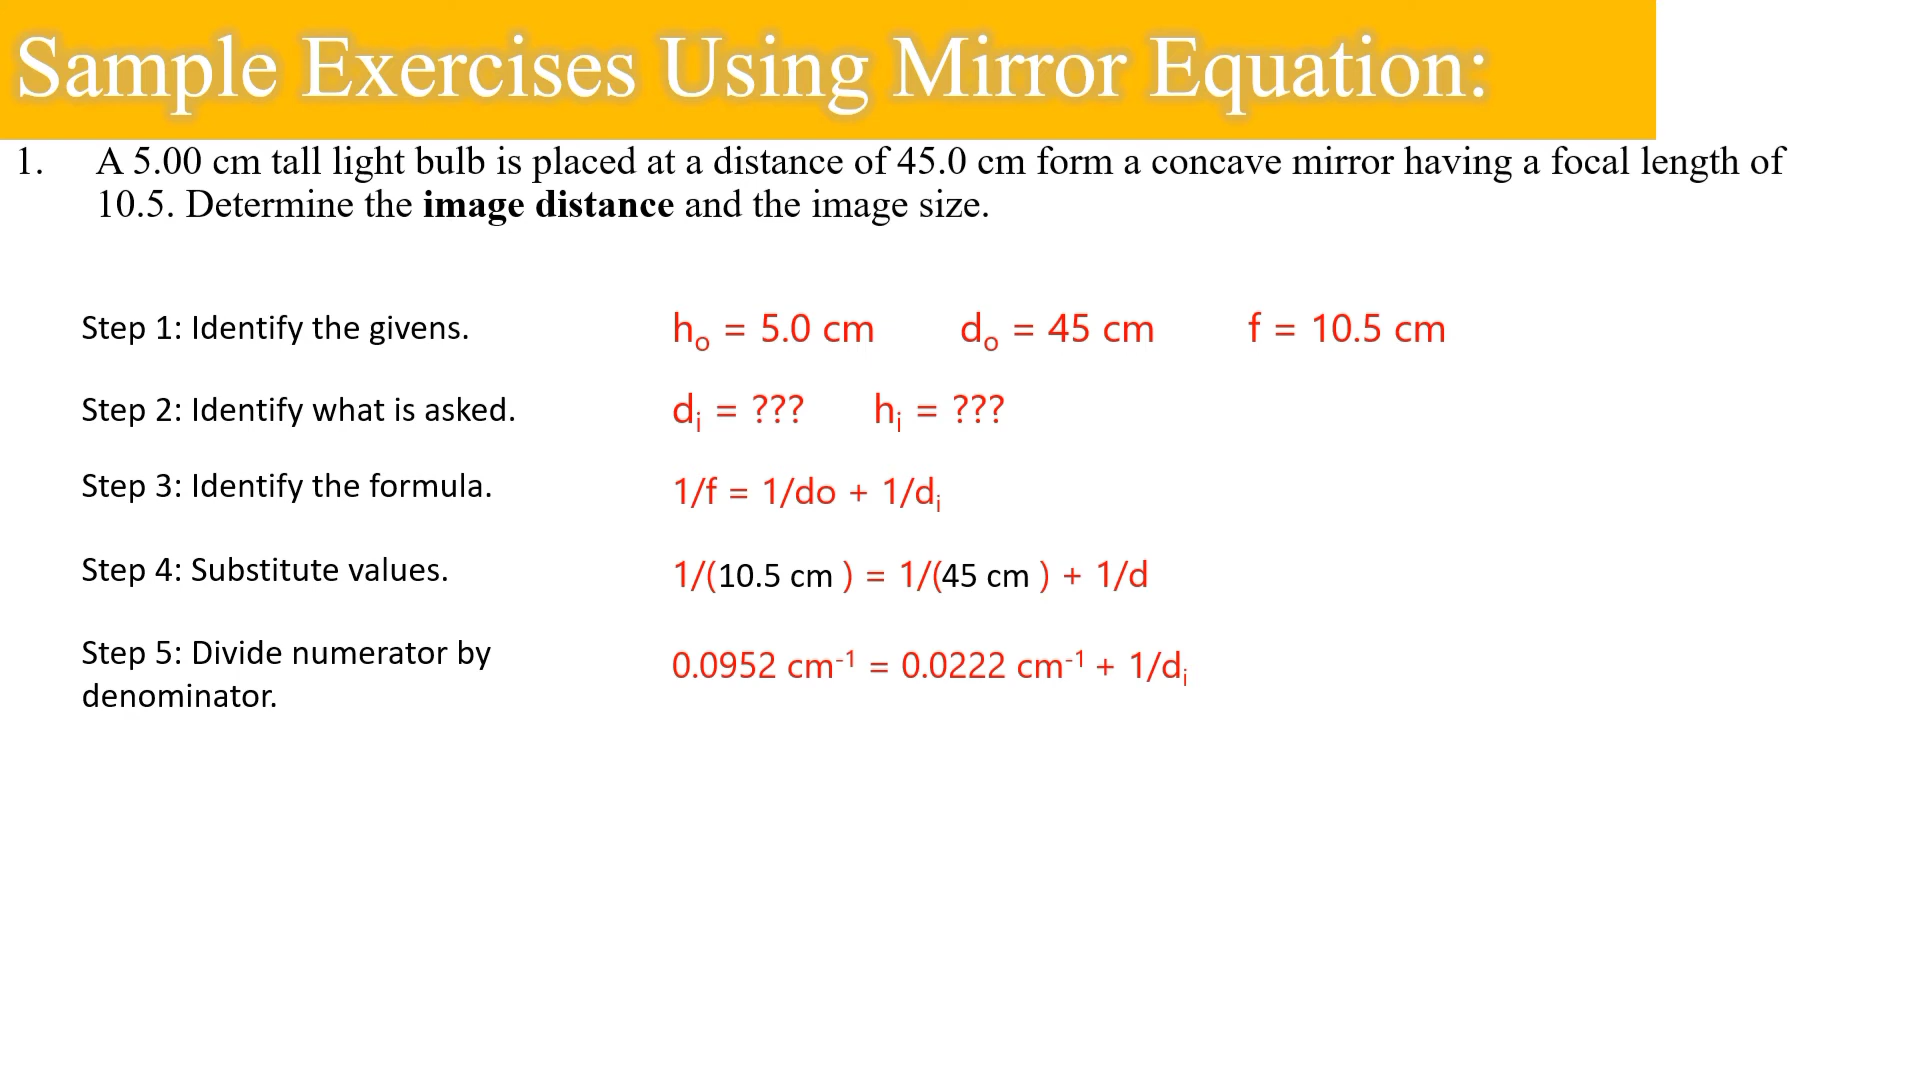 Sample Exercises Using Mirror Equation:
1. A 5.00 cm tall light bulb is placed at a distance of 45.0 cm form a concave mirror having a focal length of
10.5. Determine the image distance and the image size.
Step 1: Identify the givens. hₒ = 5.0 cm dₒ = 45 cm f = 10.5 cm
Step 2: Identify what is asked. dᵢ = ??? hᵢ = ???
Step 3: Identify the formula. 1/f = 1/do + 1/dᵢ
Step 4: Substitute values. 1/(10.5 cm ) = 1/(45 cm ) + 1/d
Step 5: Divide numerator by
denominator.
0.0952 cm⁻¹ = 0.0222 cm⁻¹ + 1/dᵢ